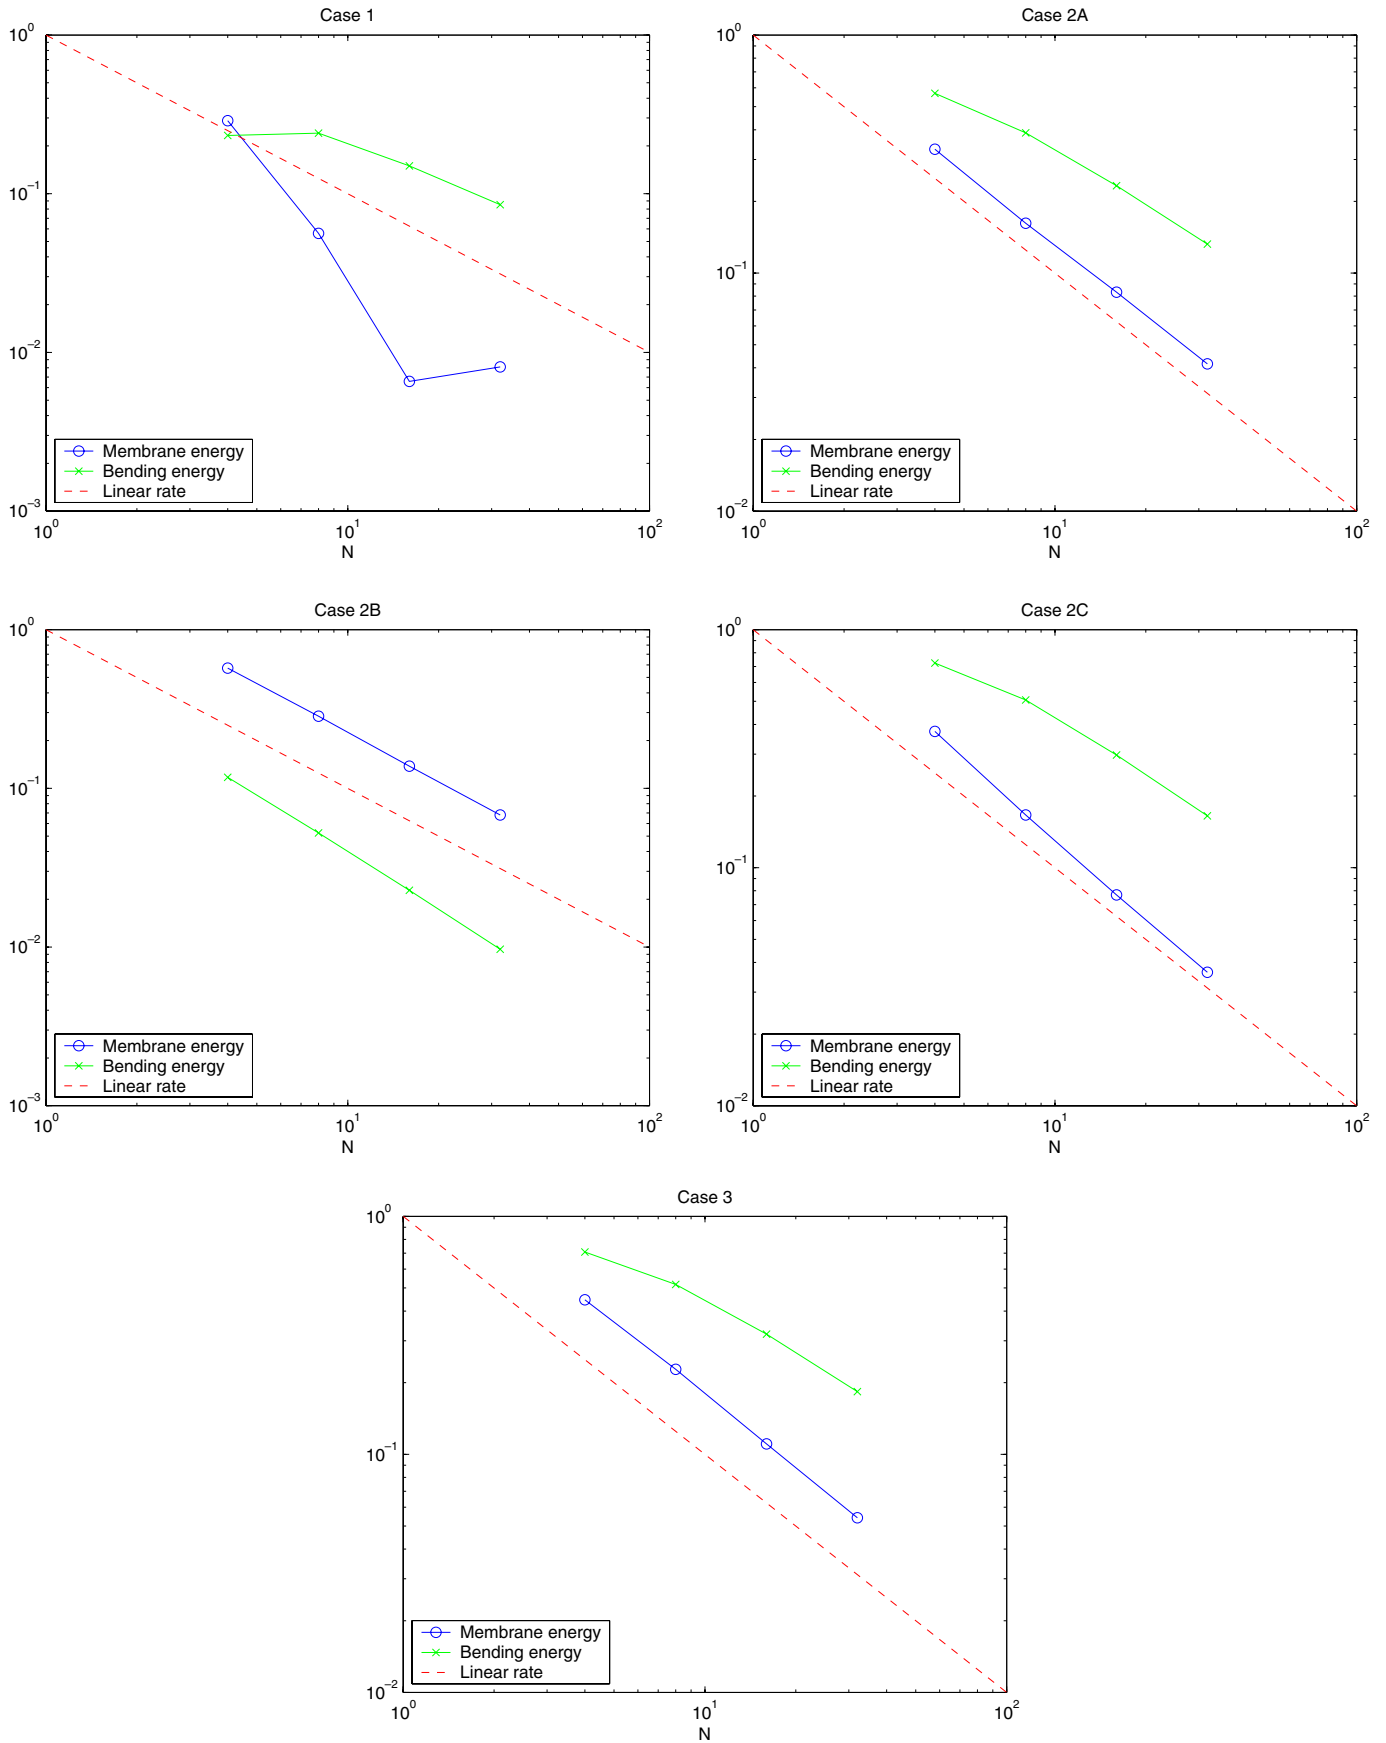 Case 1
10^0
10^-1
10^-2
10^-3
Membrane energy
Bending energy
Linear rate
10^0
10^1
10^2
N
Case 2A
10^0
10^-1
10^-2
Membrane energy
Bending energy
Linear rate
10^0
10^1
10^2
N
Case 2B
10^0
10^-1
10^-2
10^-3
Membrane energy
Bending energy
Linear rate
10^0
10^1
10^2
N
Case 2C
10^0
10^-1
10^-2
Membrane energy
Bending energy
Linear rate
10^0
10^1
10^2
N
Case 3
10^0
10^-1
10^-2
Membrane energy
Bending energy
Linear rate
10^0
10^1
10^2
N